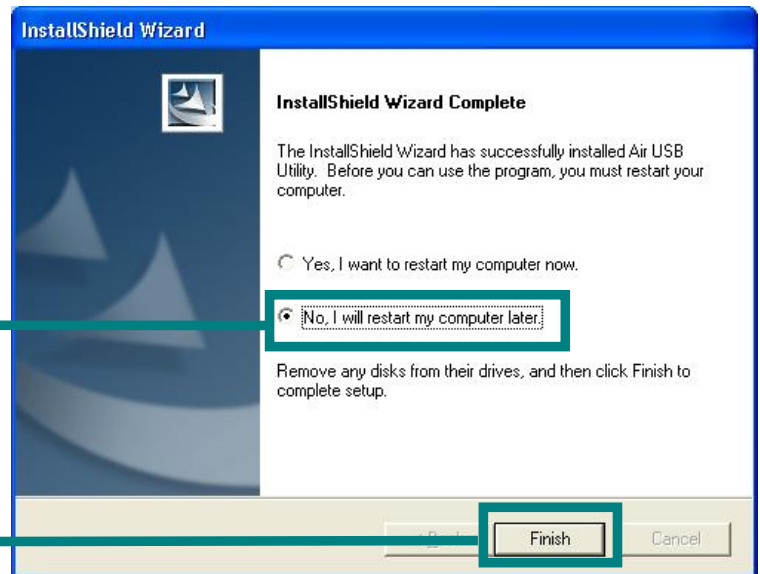 InstallShield Wizard
InstallShield Wizard Complete
The InstallShield Wizard has successfully installed Air USB
Utility. Before you can use the program, you must restart your
computer.
Yes, I want to restart my computer now.
No, I will restart my computer later.
Remove any disks from their drives, and then click Finish to
complete setup.
Finish Cancel